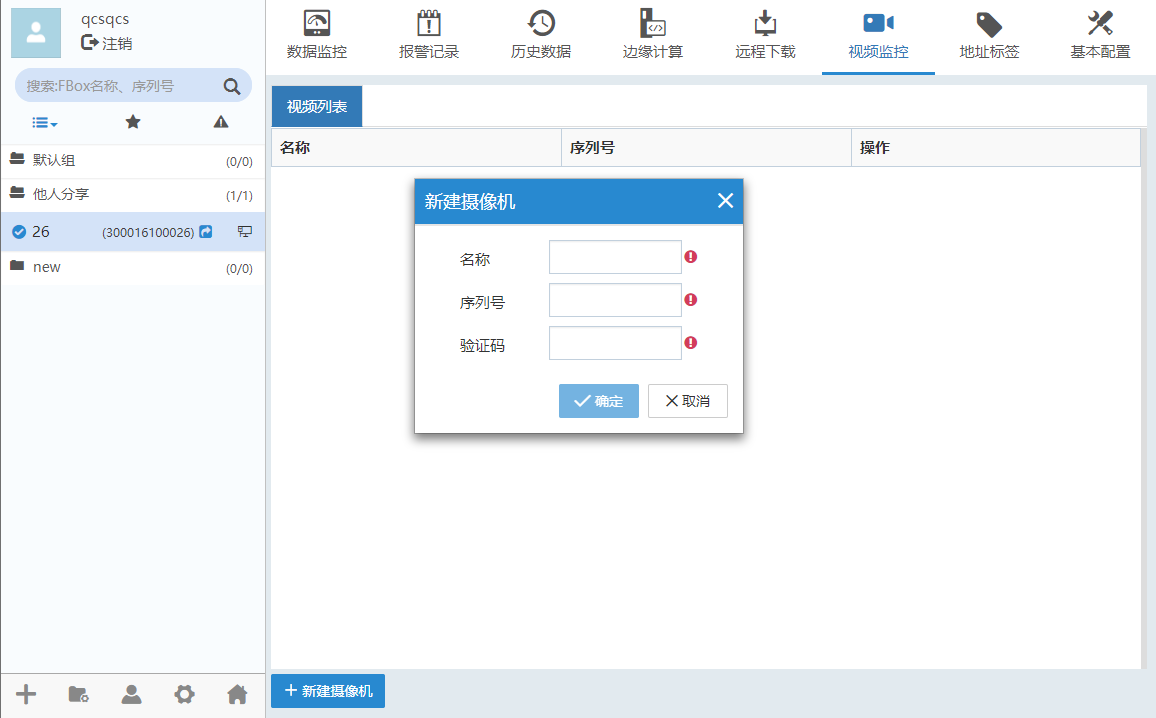 qcsqcs
注销
搜索:FBox名称、序列号
默认组 (0/0)
他人分享 (1/1)
26 (300016100026)
new (0/0)
数据监控 报警记录 历史数据 边缘计算 远程下载 视频监控 地址标签 基本配置
视频列表
名称 序列号 操作
新建摄像机
名称
序列号
验证码
确定 取消
新建摄像机